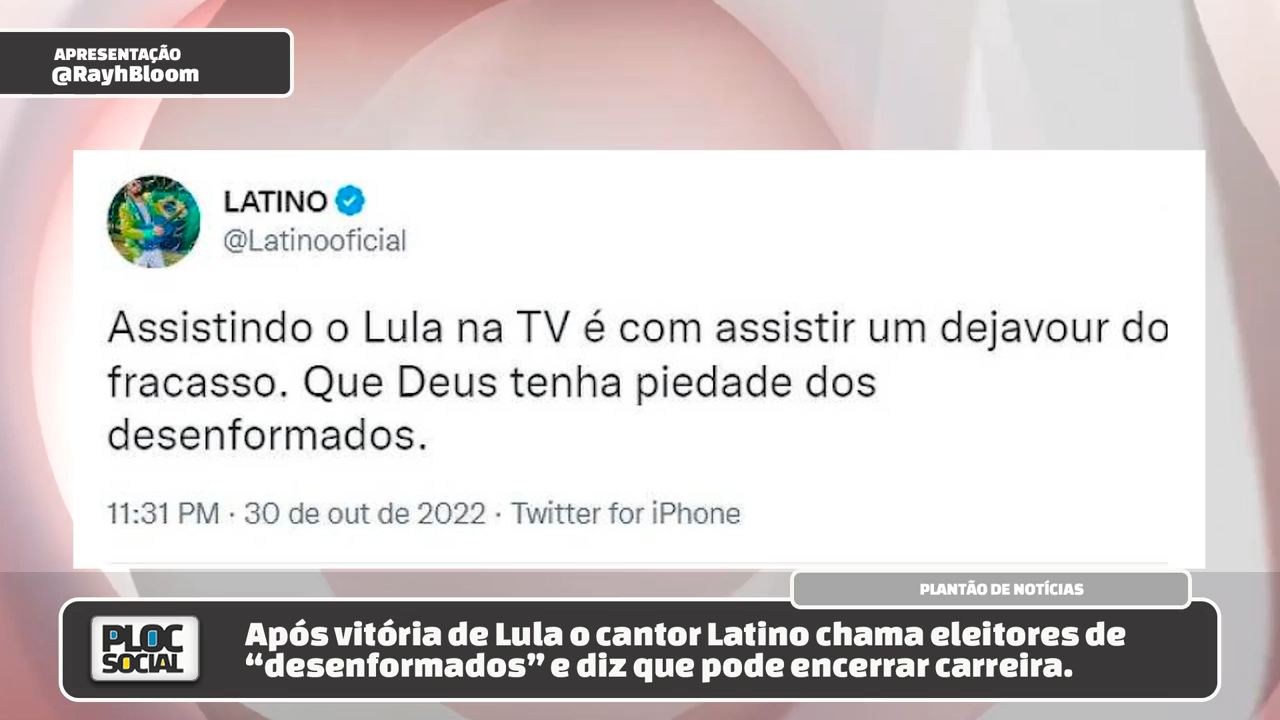 APRESENTAÇÃO
@RayhBloom
LATINO
@Latinooficial
Assistindo o Lula na TV é com assistir um dejavour do
fracasso. Que Deus tenha piedade dos
desenformados.
11:31 PM · 30 de out de 2022 · Twitter for iPhone
PLANTÃO DE NOTÍCIAS
PLOC
SOCIAL
Após vitória de Lula o cantor Latino chama eleitores de
“desenformados” e diz que pode encerrar carreira.